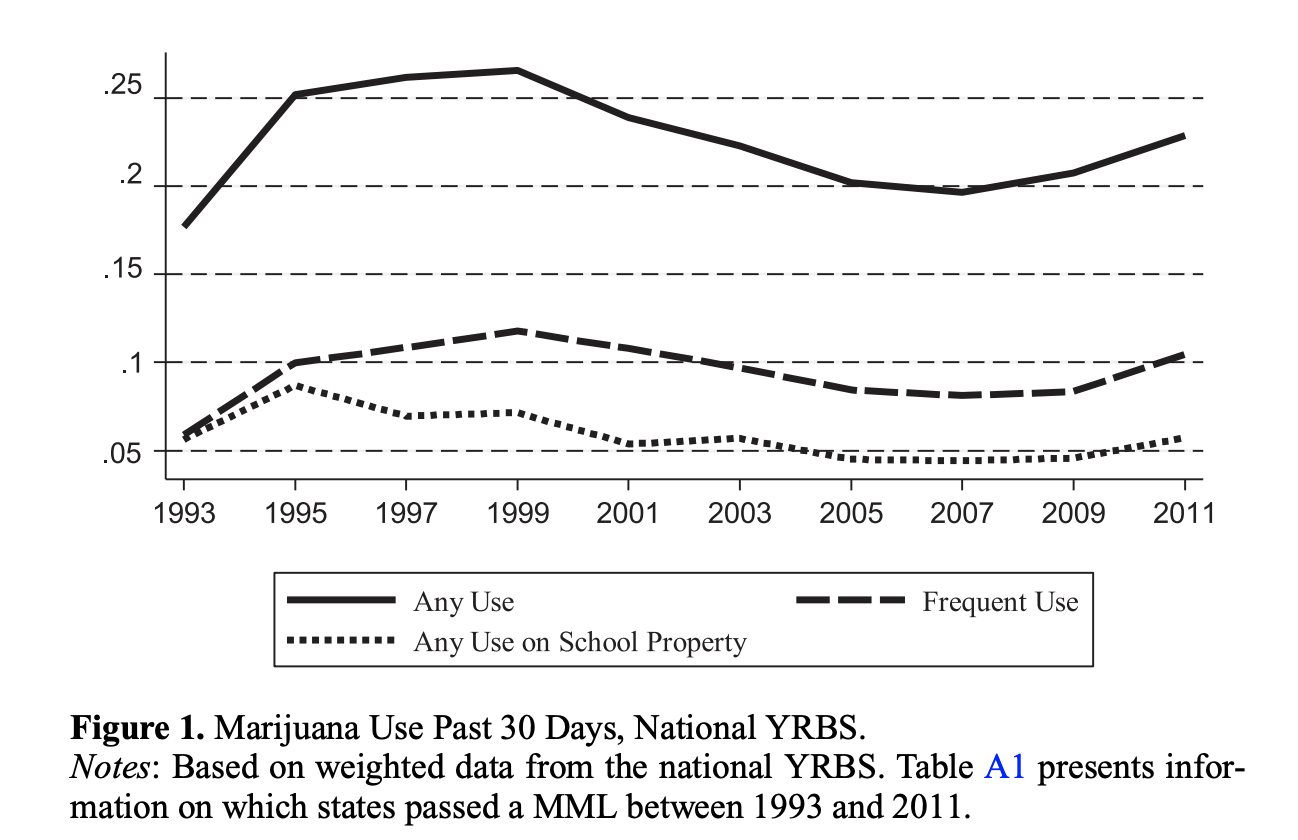 .25
.2
.15
.1
.05
1993 1995 1997 1999 2001 2003 2005 2007 2009 2011
Any Use Frequent Use
Any Use on School Property
Figure 1. Marijuana Use Past 30 Days, National YRBS.
Notes: Based on weighted data from the national YRBS. Table A1 presents infor-
mation on which states passed a MML between 1993 and 2011.